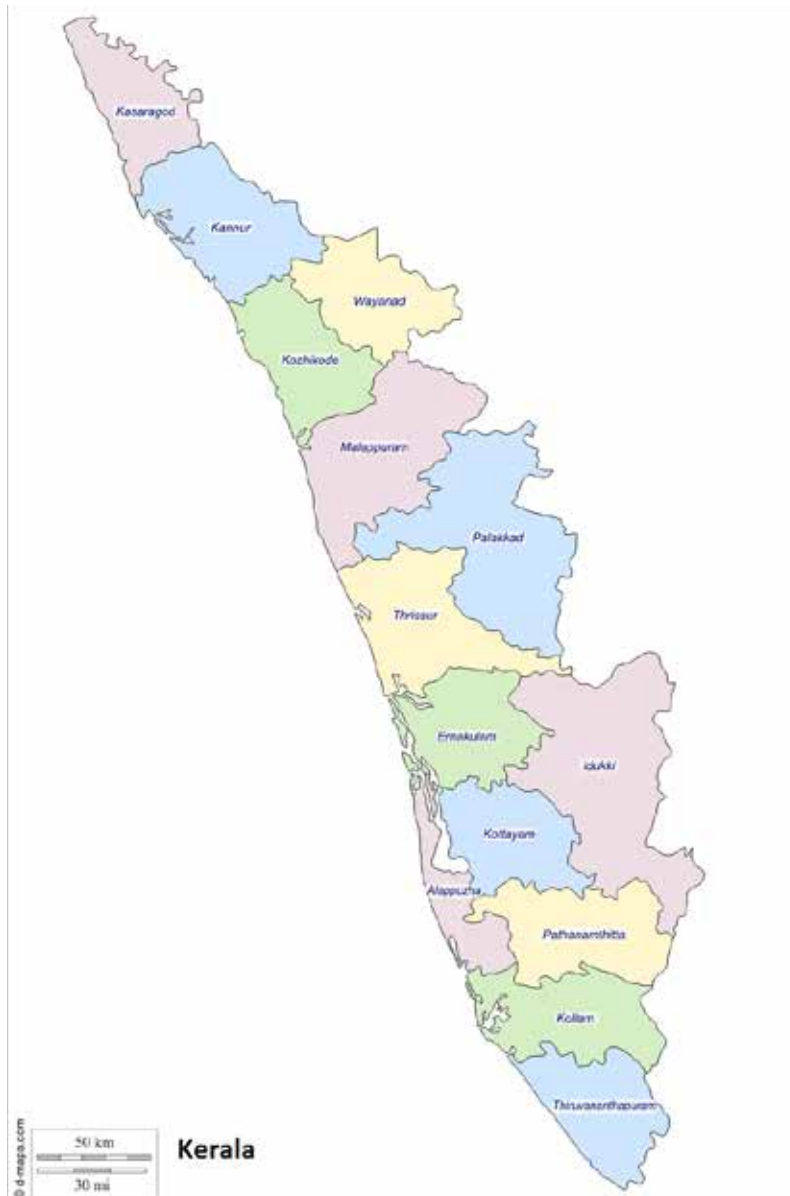 Kasaragod
Kannur
Wayanad
Kozhikode
Malappuram
Palakkad
Thrissur
Ernakulam
Idukki
Kottayam
Alappuzha
Pathanamthitta
Kollam
Thiruvananthapuram
© d-maps.com
50 km
30 mi
Kerala